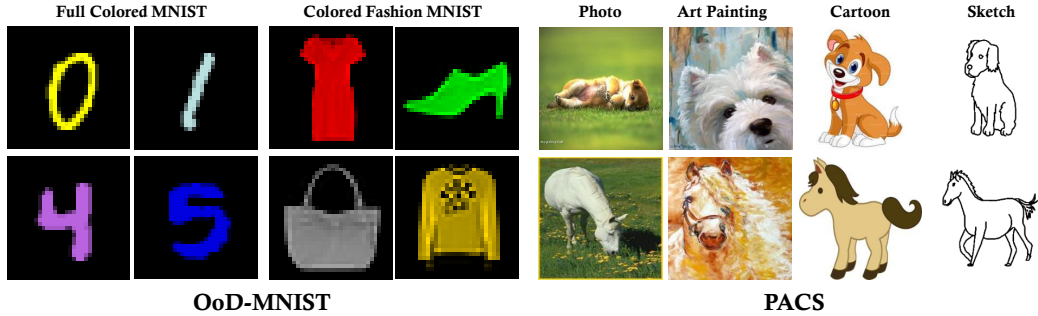 Full Colored MNIST
Colored Fashion MNIST
Photo
Art Painting
Cartoon
Sketch
OoD-MNIST
PACS